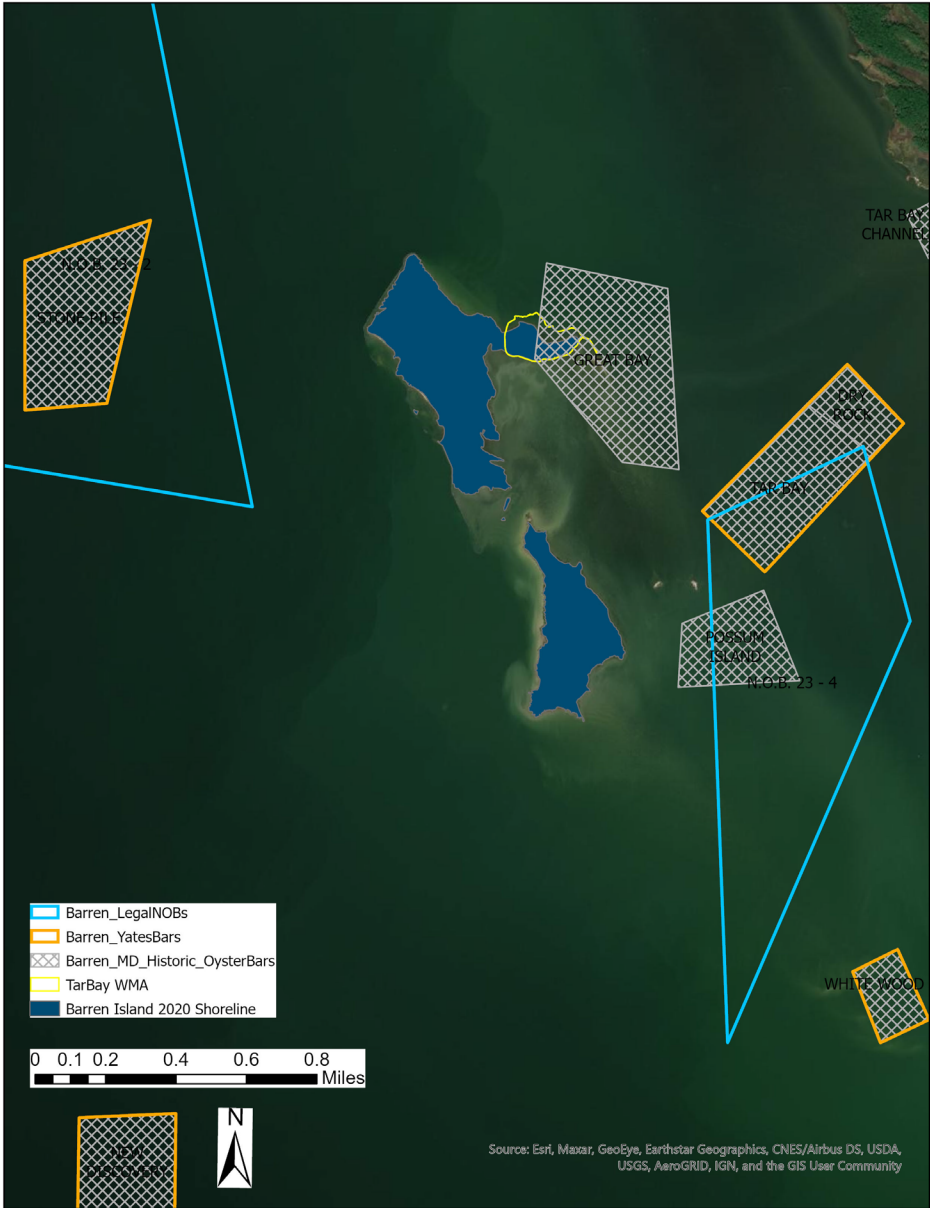 TAR BAY
CHANNEL
N.O.B. 23 - 2
STONE PILE
GREAT BAY
DRY
ROCK
TAR BAY
POSSUM
ISLAND
N.O.B. 23 - 4
Barren_LegalNOBs
Barren_YatesBars
Barren_MD_Historic_OysterBars
TarBay WMA
Barren Island 2020 Shoreline
WHITE WOOD
0 0.1 0.2 0.4 0.6 0.8
Miles
N
NEW
DISCOVERY
Source: Esri, Maxar, GeoEye, Earthstar Geographics, CNES/Airbus DS, USDA,
USGS, AeroGRID, IGN, and the GIS User Community